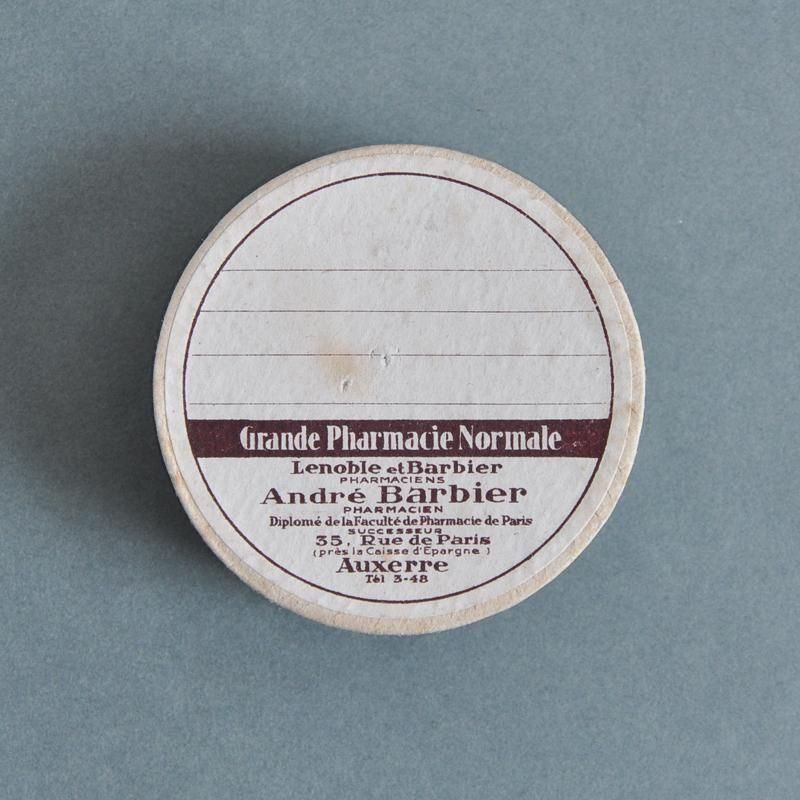 Grande Pharmacie Normale
Lenoble et Barbier
PHARMACIENS
André Barbier
PHARMACIEN
Diplomé de la Faculté de Pharmacie de Paris
SUCCESSEUR
35, Rue de Paris
(près la Caisse d'Epargne)
Auxerre
Tél 3-48